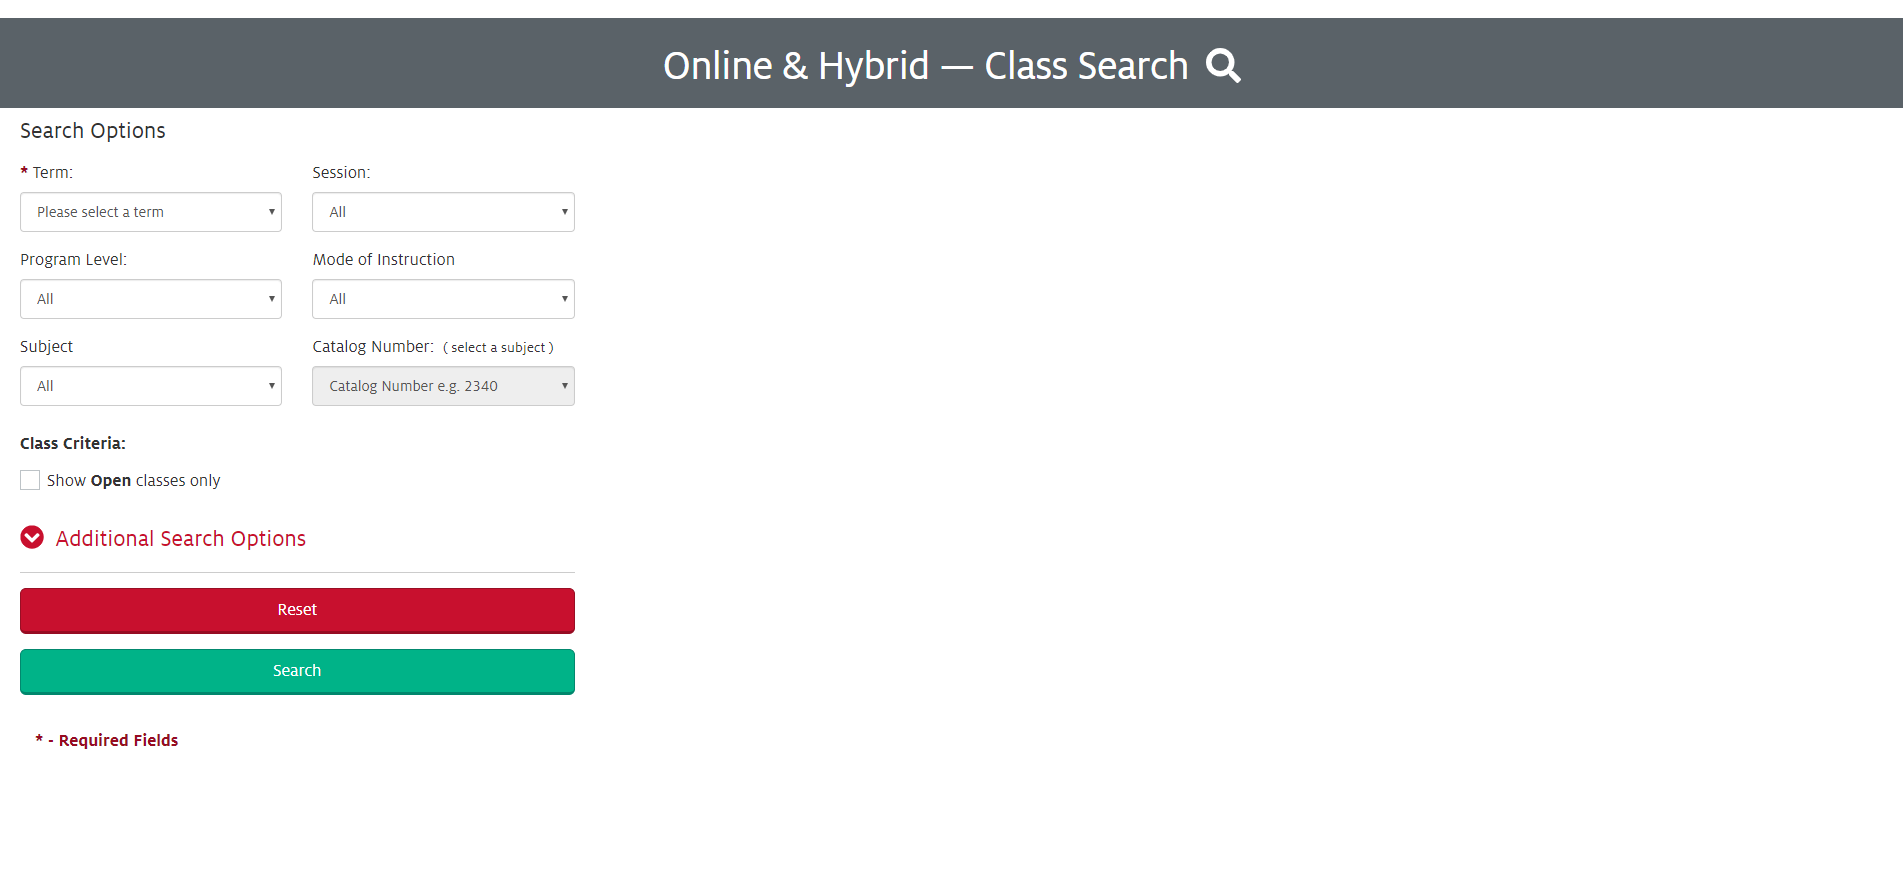 Online & Hybrid — Class Search
Search Options
* Term:
Session:
Please select a term
All
Program Level:
Mode of Instruction
All
All
Subject
Catalog Number: ( select a subject )
All
Catalog Number e.g. 2340
Class Criteria:
Show Open classes only
Additional Search Options
Reset
Search
* - Required Fields